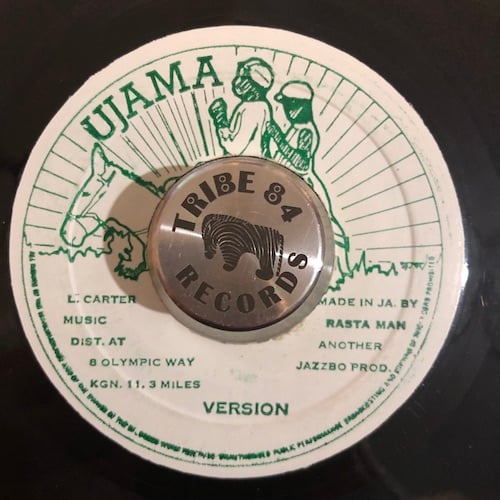 UJAMA
TRIBE 84
RECORDS
L. CARTER
MUSIC
DIST. AT
8 OLYMPIC WAY
KGN. 11. 3 MILES
MADE IN JA. BY
RASTA MAN
ANOTHER
JAZZBO PROD.
VERSION